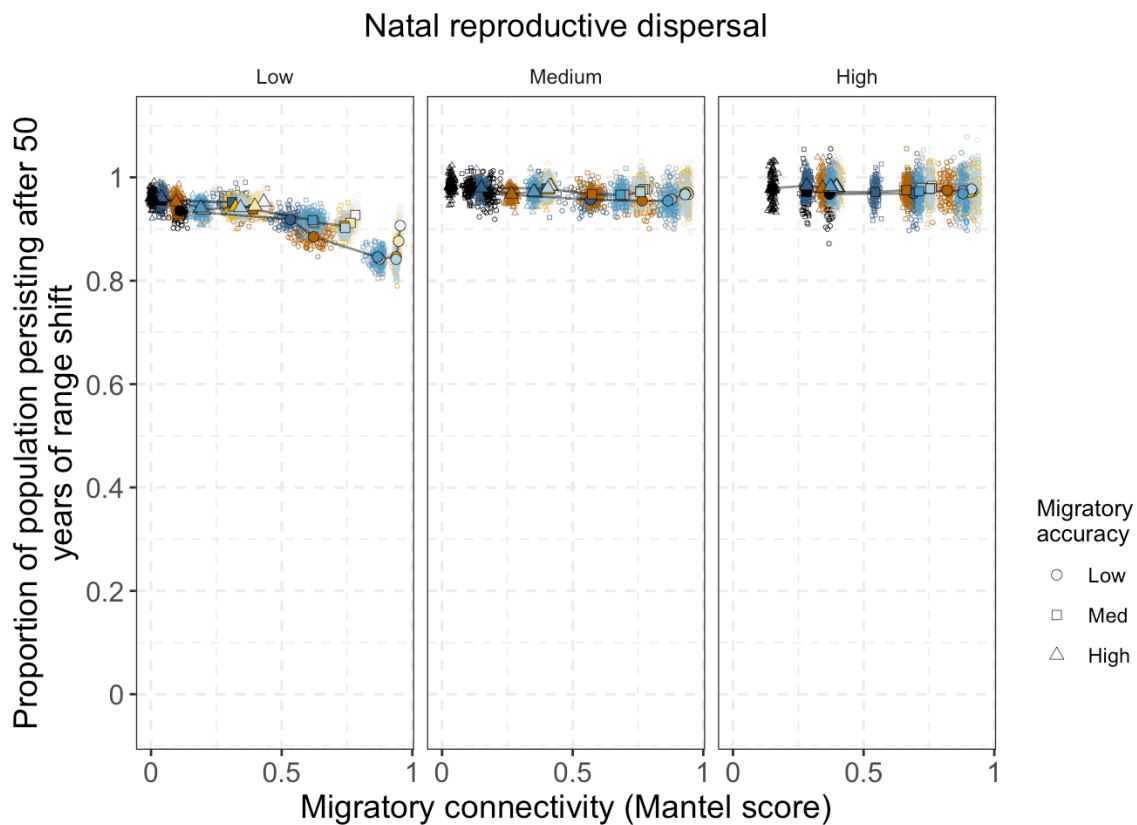 Natal reproductive dispersal
Low
Medium
High
Proportion of population persisting after 50
years of range shift
1
0.8
0.6
0.4
0.2
0
0
0.5
1
0
0.5
1
0
0.5
1
Migratory connectivity (Mantel score)
Migratory
accuracy
Low
Med
High